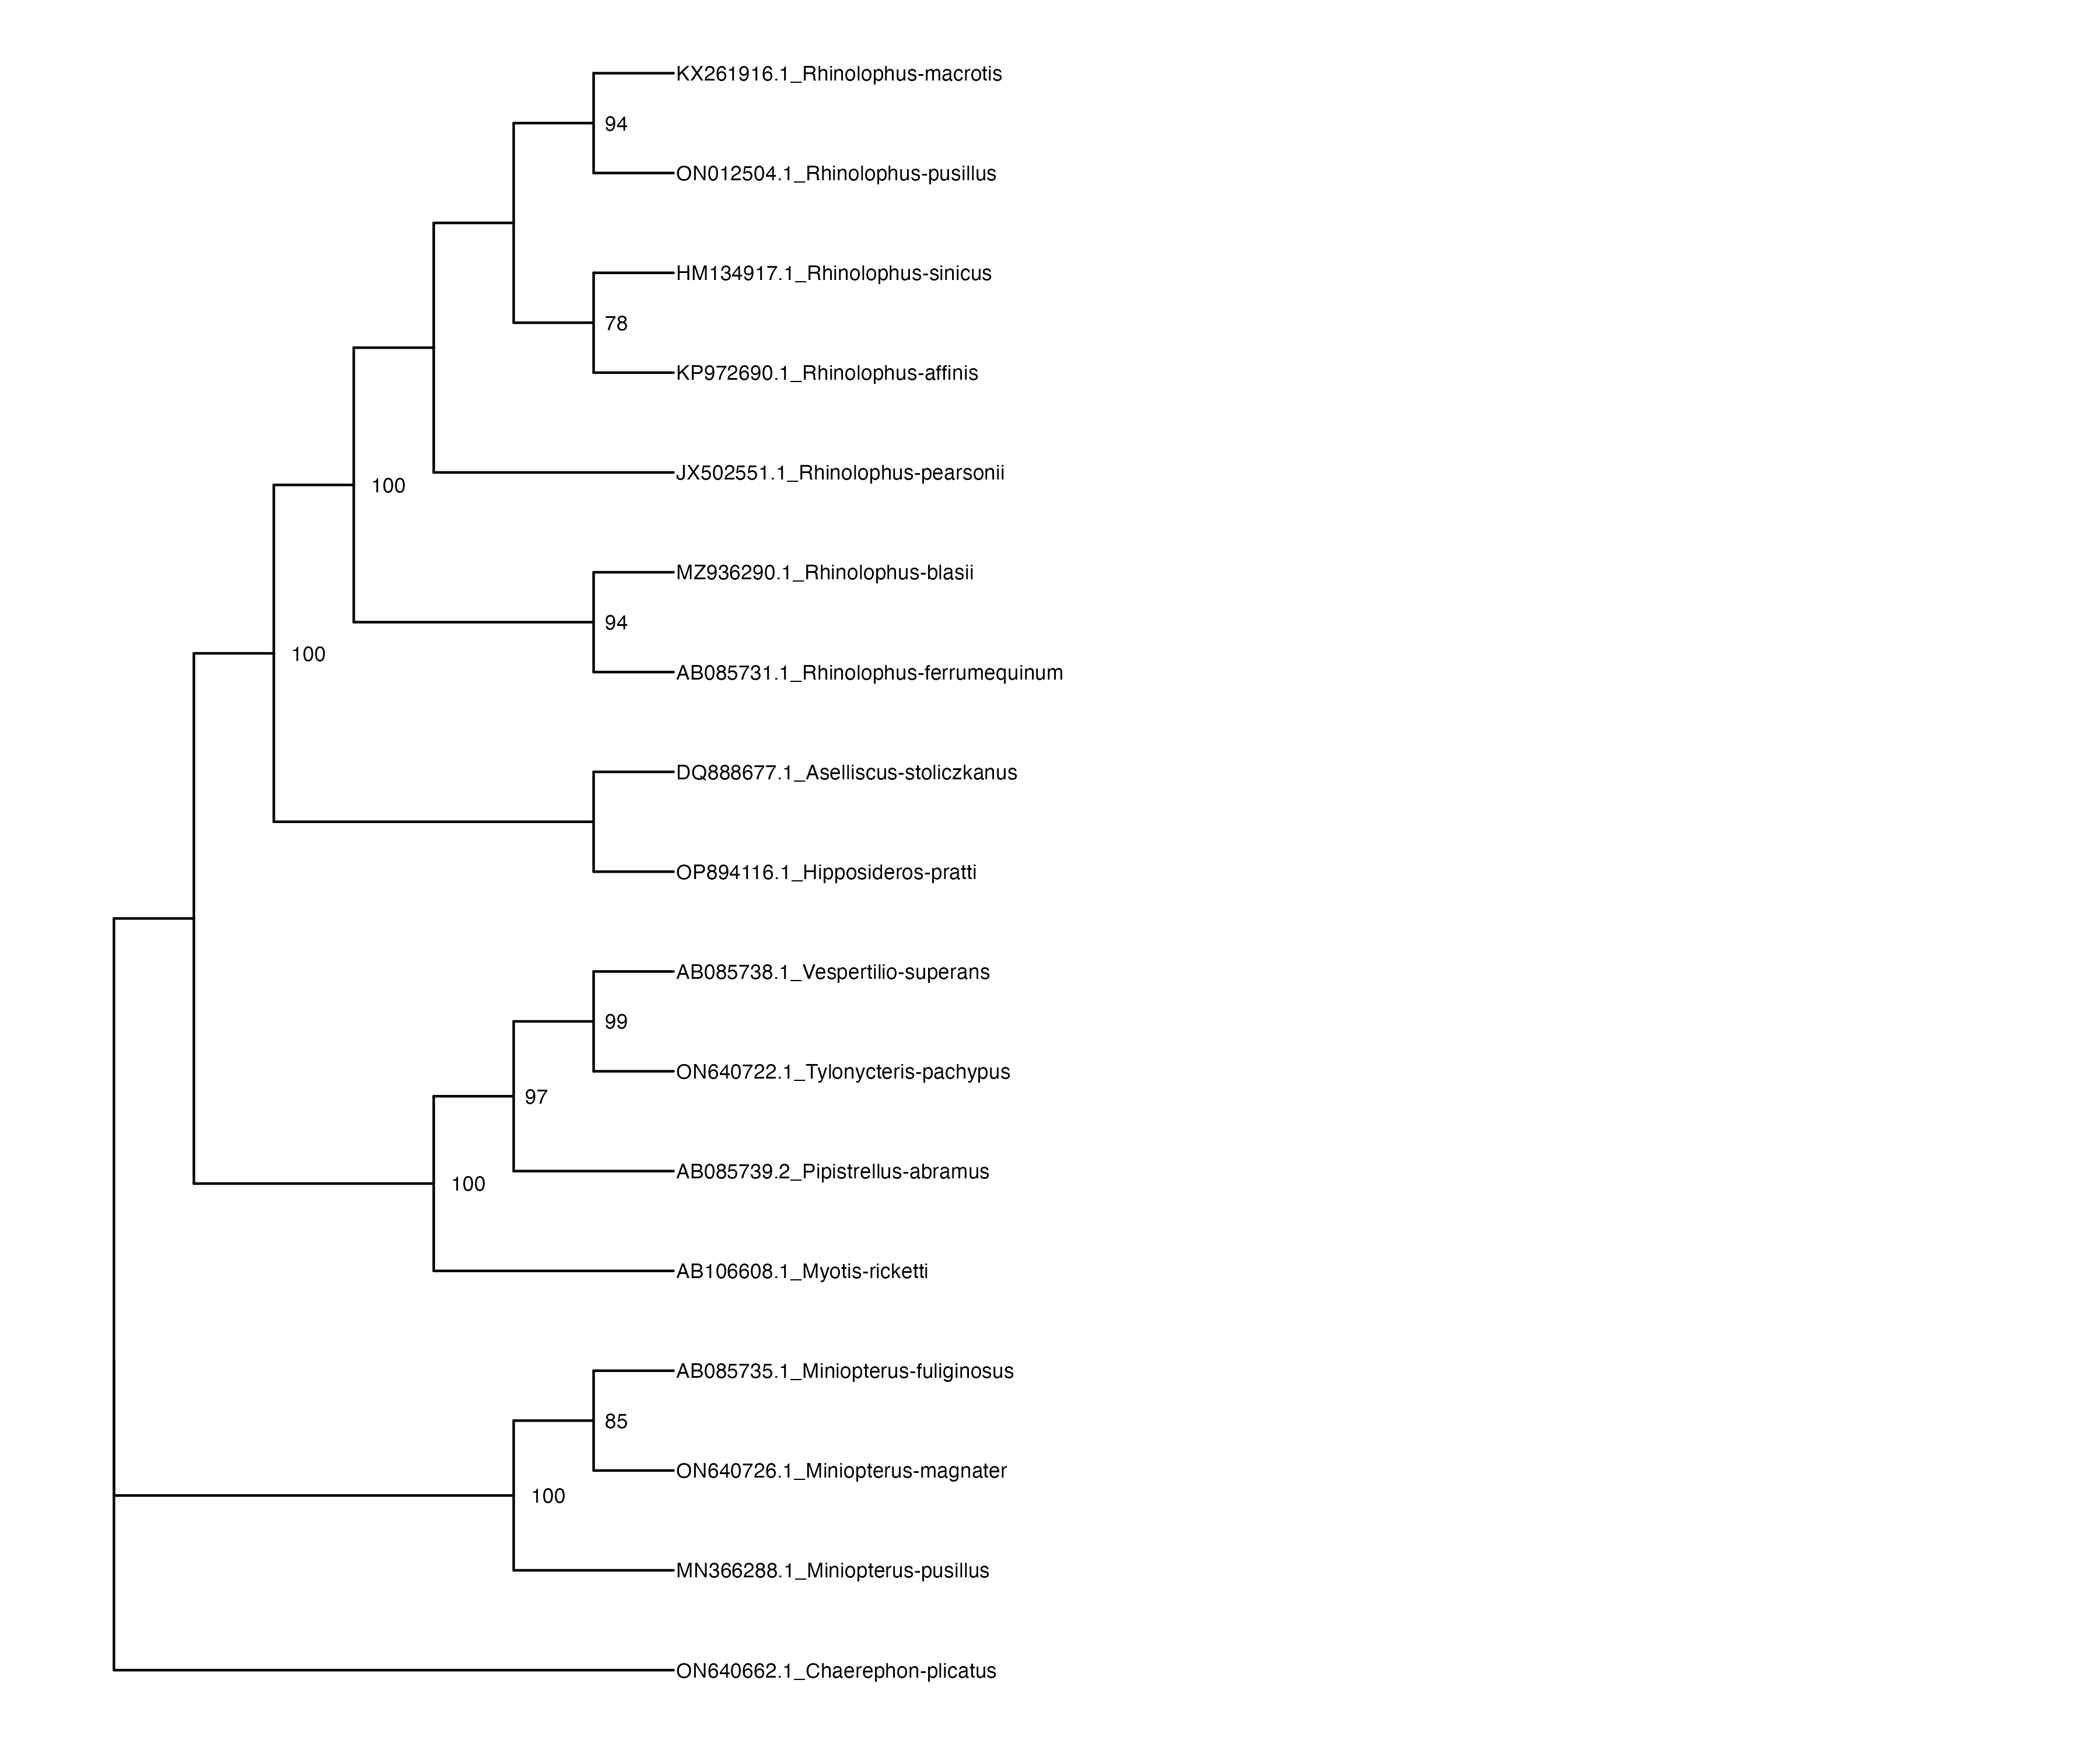 KX261916.1_Rhinolophus-macrotis
94
ON012504.1_Rhinolophus-pusillus
HM134917.1_Rhinolophus-sinicus
78
KP972690.1_Rhinolophus-affinis
JX502551.1_Rhinolophus-pearsonii
100
MZ936290.1_Rhinolophus-blasii
94
100
AB085731.1_Rhinolophus-ferrumequinum
DQ888677.1_Aselliscus-stoliczkanus
OP894116.1_Hipposideros-pratti
AB085738.1_Vespertilio-superans
99
ON640722.1_Tylonycteris-pachypus
97
AB085739.2_Pipistrellus-abramus
100
AB106608.1_Myotis-ricketti
AB085735.1_Miniopterus-fuliginosus
85
ON640726.1_Miniopterus-magnater
100
MN366288.1_Miniopterus-pusillus
ON640662.1_Chaerephon-plicatus